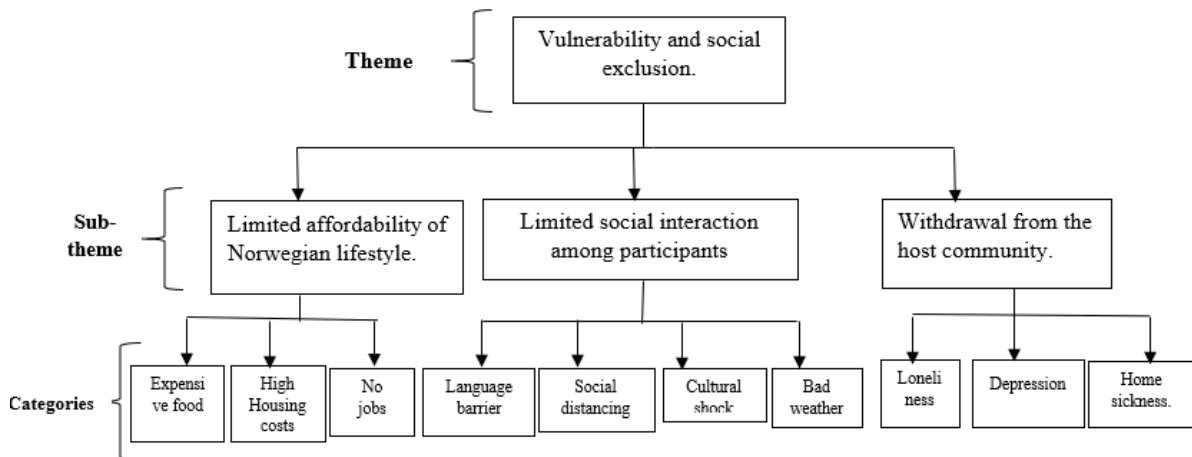 Theme
Vulnerability and social
exclusion.
Sub-
theme
Limited affordability of
Norwegian lifestyle.
Limited social interaction
among participants
Withdrawal from the
host community.
Categories
Expensi
ve food
High
Housing
costs
No
jobs
Language
barrier
Social
distancing
Cultural
shock
Bad
weather
Loneli
ness
Depression
Home
sickness.